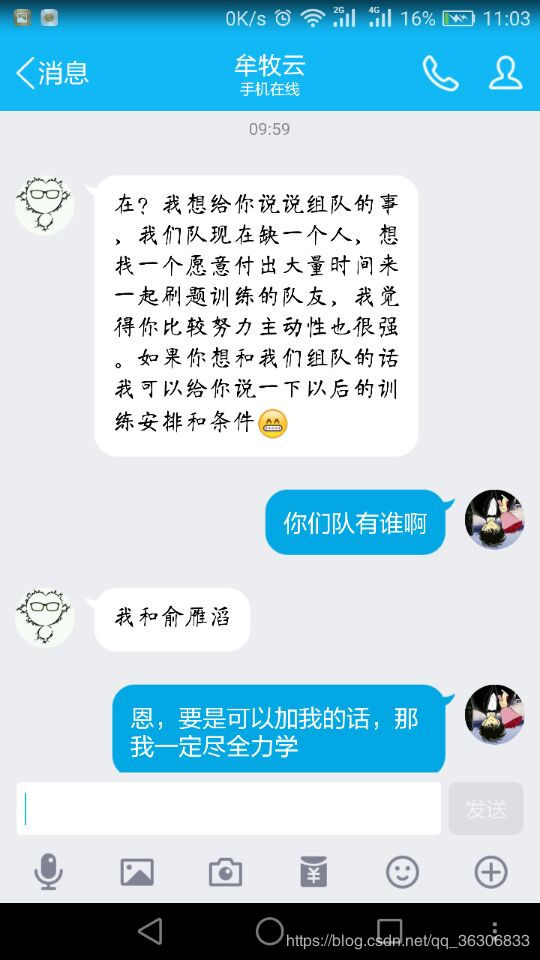 0K/s 2G 4G 16% 11:03
消息 牟牧云
手机在线
09:59
在？我想给你说说组队的事
，我们队现在缺一个人，想
找一个愿意付出大量时间来
一起刷题训练的队友，我觉
得你比较努力主动性也很强
。如果你想和我们组队的话
我可以给你说一下以后的训
练安排和条件😁
你们队有谁啊
我和俞雁滔
恩，要是可以加我的话，那
我一定尽全力学
发送
¥
https://blog.csdn.net/qq_36306833